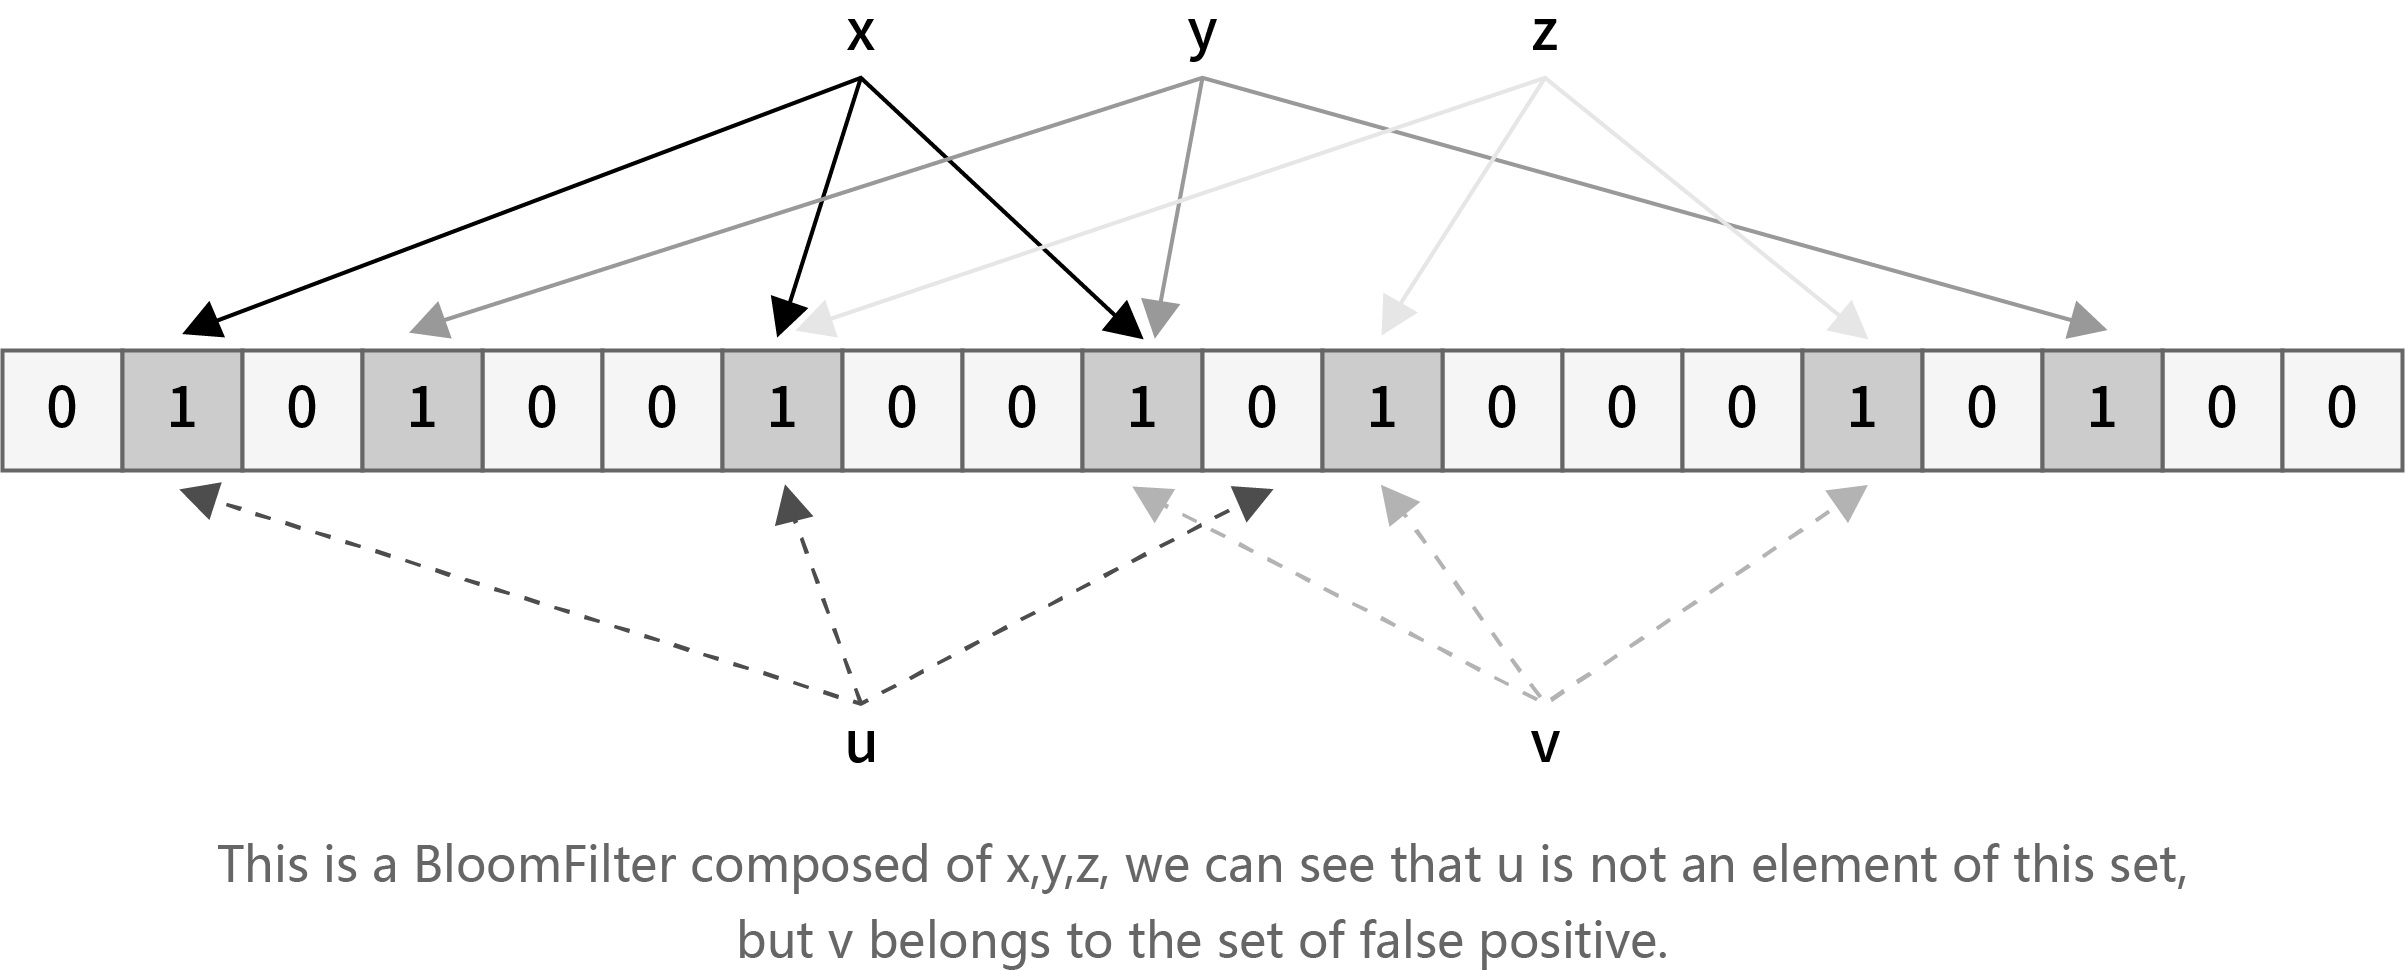 x y z
0 1 0 1 0 0 1 0 0 1 0 1 0 0 0 1 0 1 0 0
u v
This is a BloomFilter composed of x,y,z, we can see that u is not an element of this set,
but v belongs to the set of false positive.